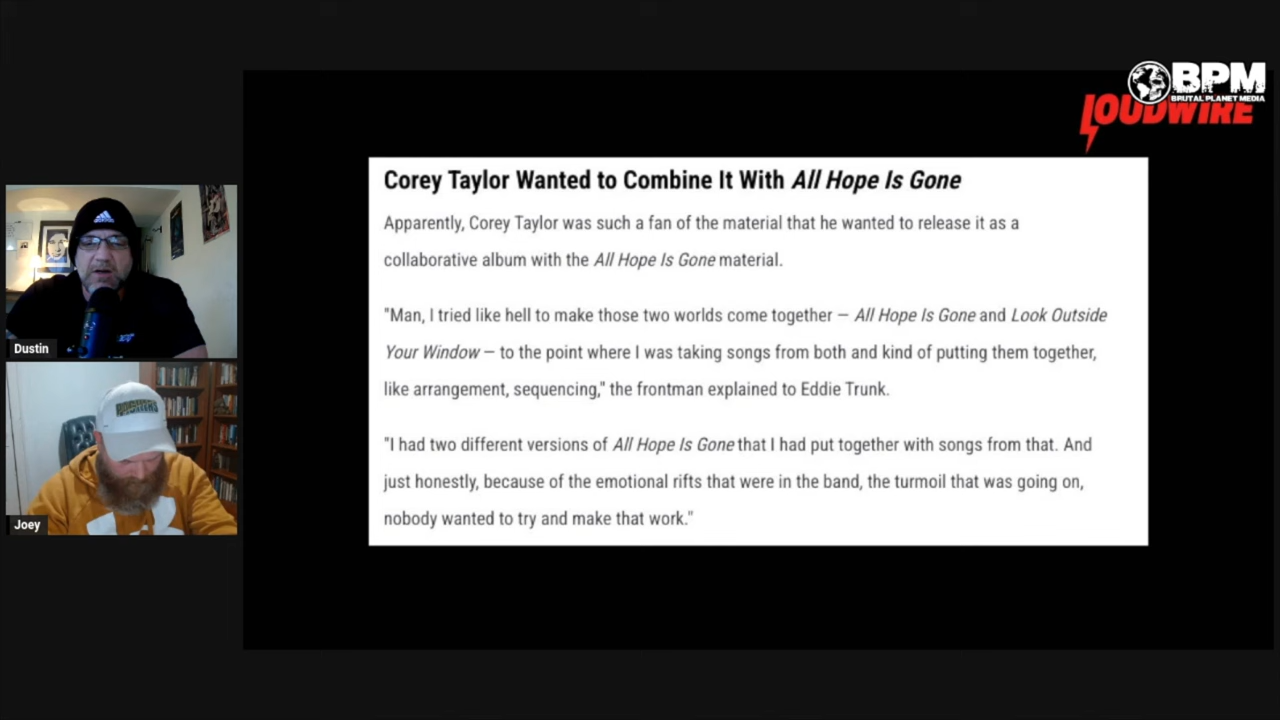 BPM
BRUTAL PLANET MEDIA
LOUDWIRE
Corey Taylor Wanted to Combine It With All Hope Is Gone
Apparently, Corey Taylor was such a fan of the material that he wanted to release it as a
collaborative album with the All Hope Is Gone material.
"Man, I tried like hell to make those two worlds come together — All Hope Is Gone and Look Outside
Your Window — to the point where I was taking songs from both and kind of putting them together,
like arrangement, sequencing," the frontman explained to Eddie Trunk.
"I had two different versions of All Hope Is Gone that I had put together with songs from that. And
just honestly, because of the emotional rifts that were in the band, the turmoil that was going on,
nobody wanted to try and make that work."
Dustin
Joey